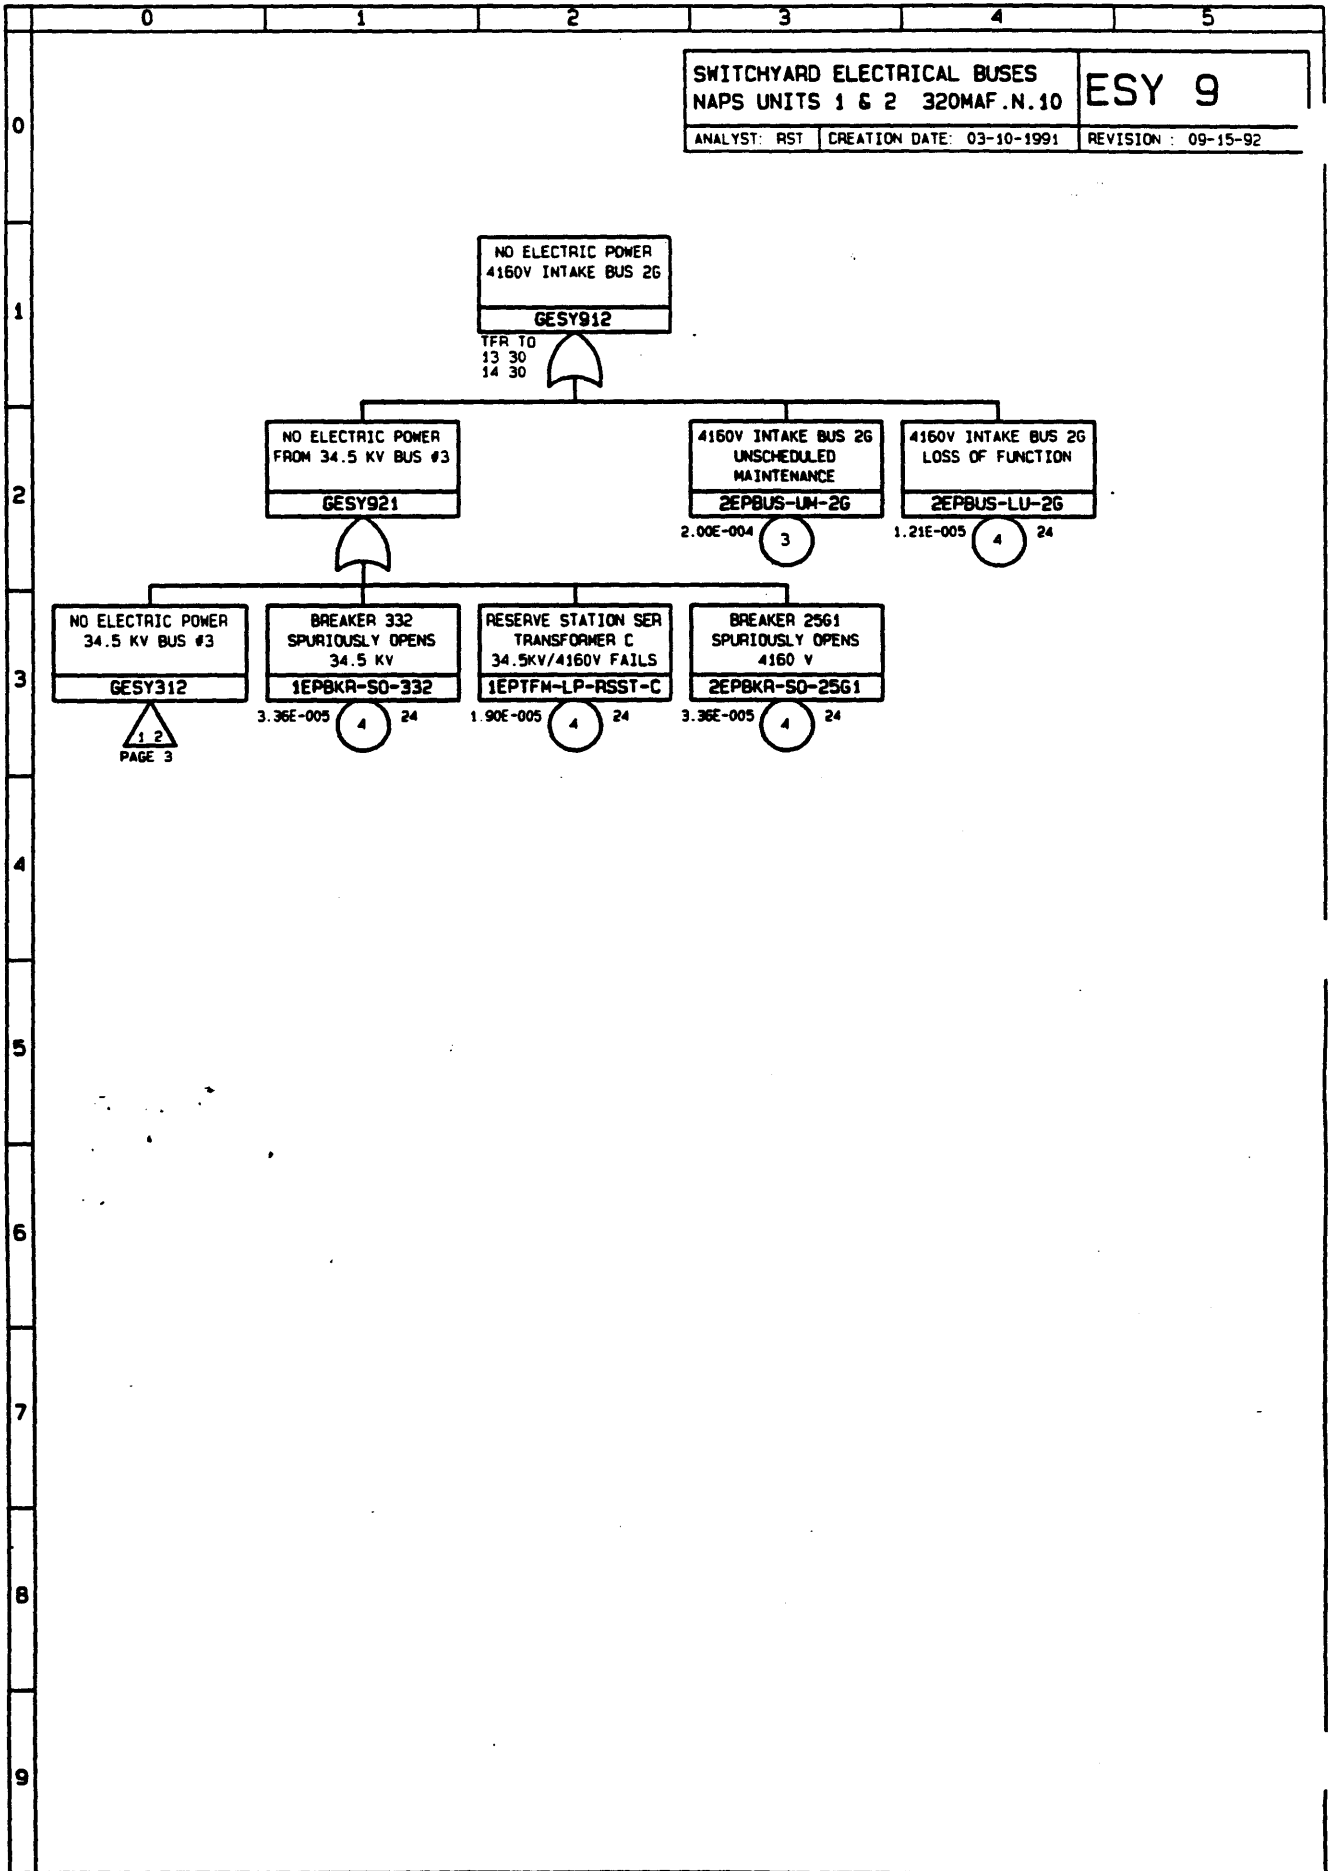 0 1 2 3 4 5
SWITCHYARD ELECTRICAL BUSES
NAPS UNITS 1 & 2 320MAF.N.10
ESY 9
ANALYST: RST CREATION DATE: 03-10-1991 REVISION : 09-15-92
0
NO ELECTRIC POWER
4160V INTAKE BUS 2G
GESY912
TFR TO
13 30
14 30
1
NO ELECTRIC POWER
FROM 34.5 KV BUS #3
GESY921
4160V INTAKE BUS 2G
UNSCHEDULED
MAINTENANCE
2EPBUS-UM-2G
2.00E-004 3
4160V INTAKE BUS 2G
LOSS OF FUNCTION
2EPBUS-LU-2G
1.21E-005 4 24
2
NO ELECTRIC POWER
34.5 KV BUS #3
GESY312
1 2
PAGE 3
BREAKER 332
SPURIOUSLY OPENS
34.5 KV
1EPBKR-SO-332
3.36E-005 4 24
RESERVE STATION SER
TRANSFORMER C
34.5KV/4160V FAILS
1EPTFM-LP-RSST-C
1.90E-005 4 24
BREAKER 25G1
SPURIOUSLY OPENS
4160 V
2EPBKR-SO-25G1
3.36E-005 4 24
3
4
5
6
7
8
9